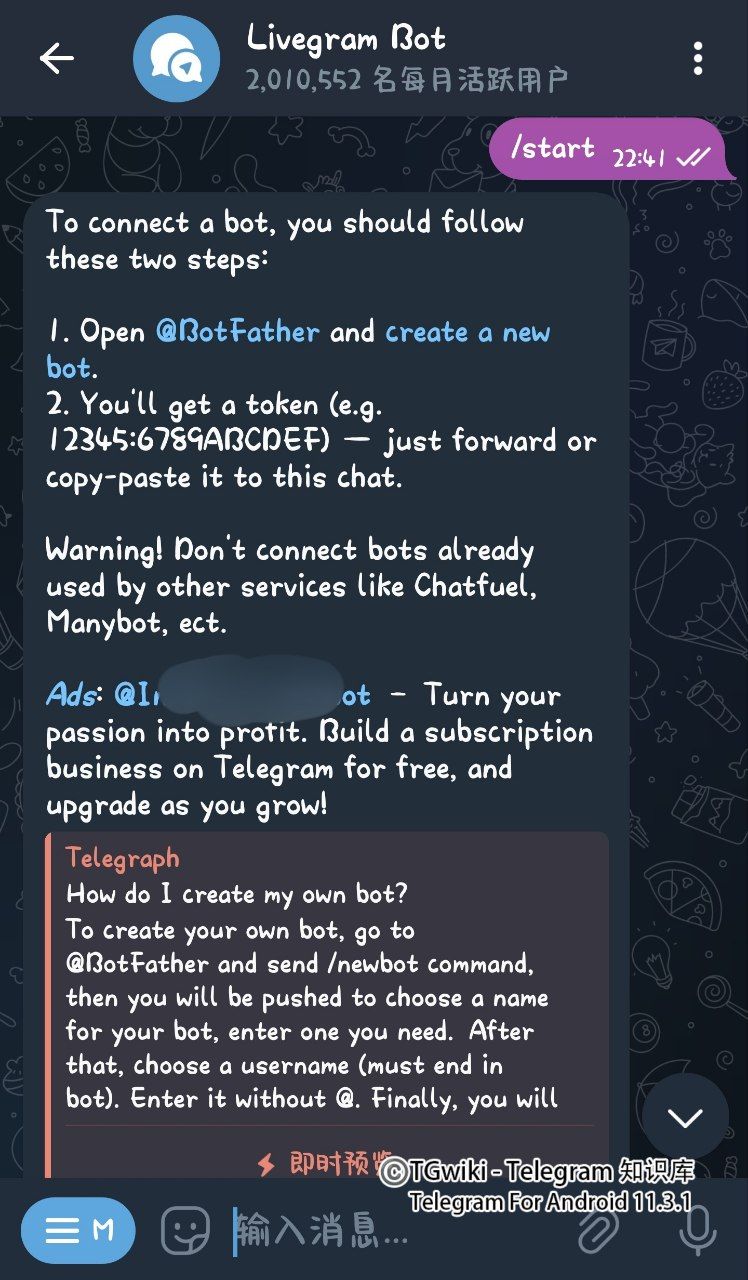 Livegram Bot
2,010,552 名每月活跃用户
/start 22:41
To connect a bot, you should follow
these two steps:
1. Open @BotFather and create a new
bot.
2. You'll get a token (e.g.
12345:6789ABCDEF) — just forward or
copy-paste it to this chat.
Warning! Don't connect bots already
used by other services like Chatfuel,
Manybot, ect.
Ads: - Turn your
passion into profit. Build a subscription
business on Telegram for free, and
upgrade as you grow!
Telegraph
How do I create my own bot?
To create your own bot, go to
@BotFather and send /newbot command,
then you will be pushed to choose a name
for your bot, enter one you need. After
that, choose a username (must end in
bot). Enter it without @. Finally, you will
即时预览
©TGwiki - Telegram 知识库
Telegram For Android 11.3.1
M
输入消息...